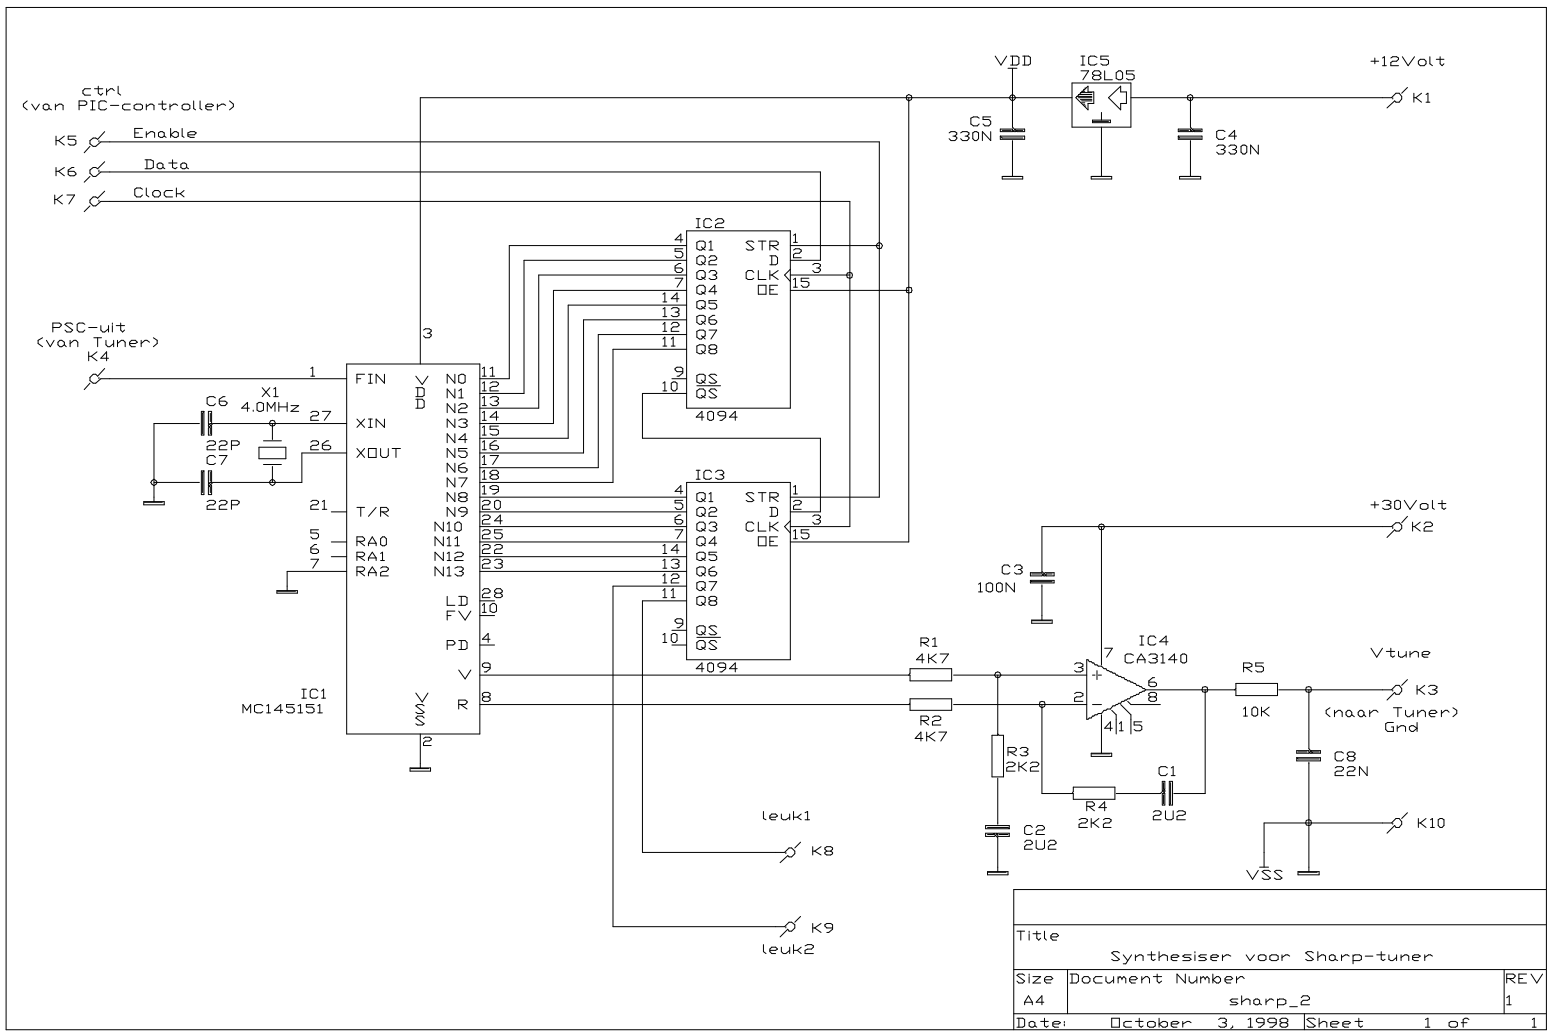 ctrl
(van PIC-controller)
K5 Enable
K6 Data
K7 Clock
VDD
IC5
78L05
+12Volt
K1
C5
330N
C4
330N
PSC-uit
(van Tuner)
K4
X1
4.0MHz
C6
22P
C7
22P
3
1 FIN
27 XIN
26 XOUT
21 T/R
5 RA0
6 RA1
7 RA2
VDD
N0 11
N1 12
N2 13
N3 14
N4 15
N5 16
N6 17
N7 18
N8 19
N9 20
N10 24
N11 25
N12 22
N13 23
LD 28
FV 10
PD 4
V 9
R 8
VSS
2
IC1
MC145151
IC2
4 Q1 STR 1
5 Q2 D 2
6 Q3 CLK 3
7 Q4 OE 15
14 Q5
13 Q6
12 Q7
11 Q8
9 QS
10 QS
4094
IC3
4 Q1 STR 1
5 Q2 D 2
6 Q3 CLK 3
7 Q4 OE 15
14 Q5
13 Q6
12 Q7
11 Q8
9 QS
10 QS
4094
+30Volt
K2
C3
100N
R1
4K7
R2
4K7
IC4
CA3140
7
3 +
2 -
6
8
4 1 5
R5
10K
Vtune
K3
(naar Tuner)
Gnd
R3
2K2
C1
2U2
R4
2K2
C2
2U2
C8
22N
K10
VSS
leuk1
K8
K9
leuk2
Title
Synthesiser voor Sharp-tuner
Size Document Number REV
A4 sharp_2 1
Date: October 3, 1998 Sheet 1 of 1